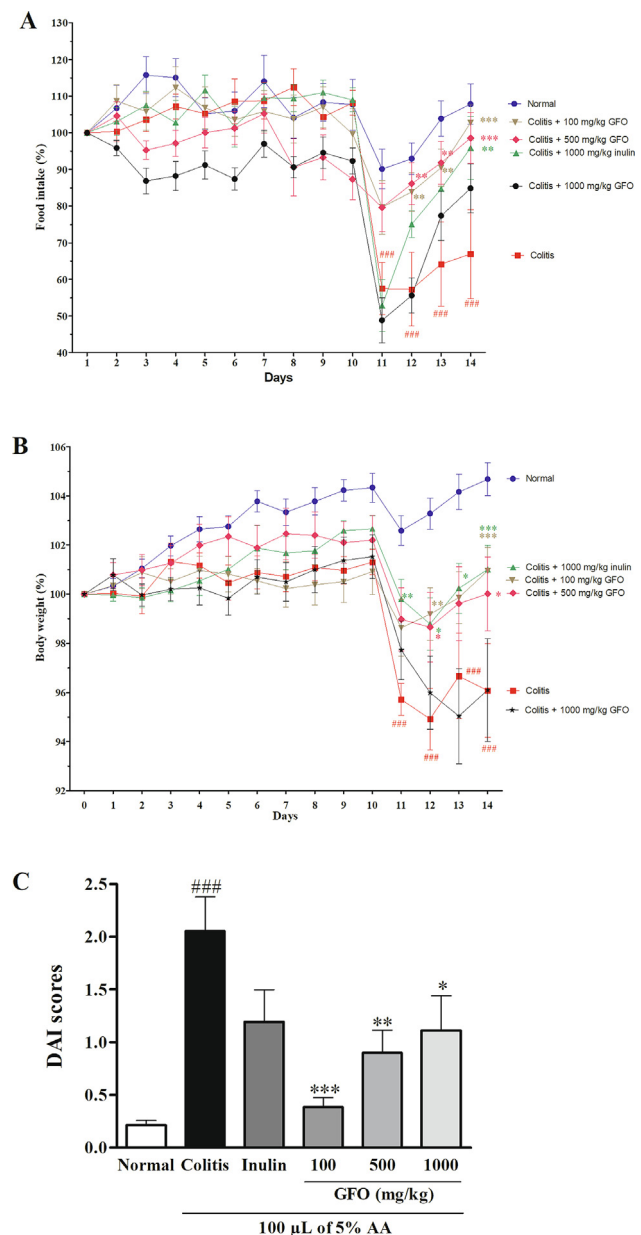 A
130
120
110
100
90
80
70
60
50
40
Food intake (%)
1 2 3 4 5 6 7 8 9 10 11 12 13 14
Days
Normal
Colitis + 100 mg/kg GFO
Colitis + 500 mg/kg GFO
Colitis + 1000 mg/kg inulin
Colitis + 1000 mg/kg GFO
Colitis
***
***
**
**
**
**
**
###
###
###
###
B
106
104
102
100
98
96
94
92
Body weight (%)
0 1 2 3 4 5 6 7 8 9 10 11 12 13 14
Days
Normal
Colitis + 1000 mg/kg inulin
Colitis + 100 mg/kg GFO
Colitis + 500 mg/kg GFO
Colitis
Colitis + 1000 mg/kg GFO
***
***
**
**
*
*
*
*
###
###
###
###
C
2.5
2.0
1.5
1.0
0.5
0.0
DAI scores
###
***
**
*
Normal Colitis Inulin 100 500 1000
GFO (mg/kg)
100 µL of 5% AA